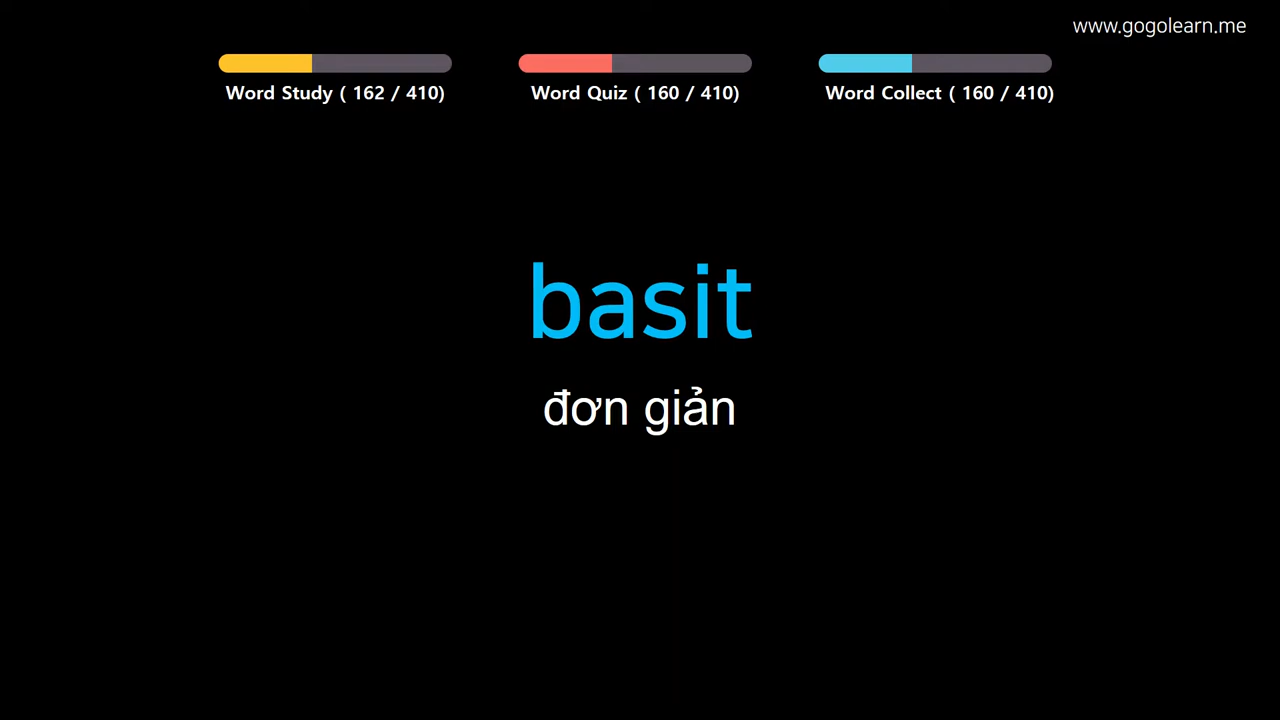 www.gogolearn.me
Word Study ( 162 / 410)
Word Quiz ( 160 / 410)
Word Collect ( 160 / 410)
basit
đơn giản